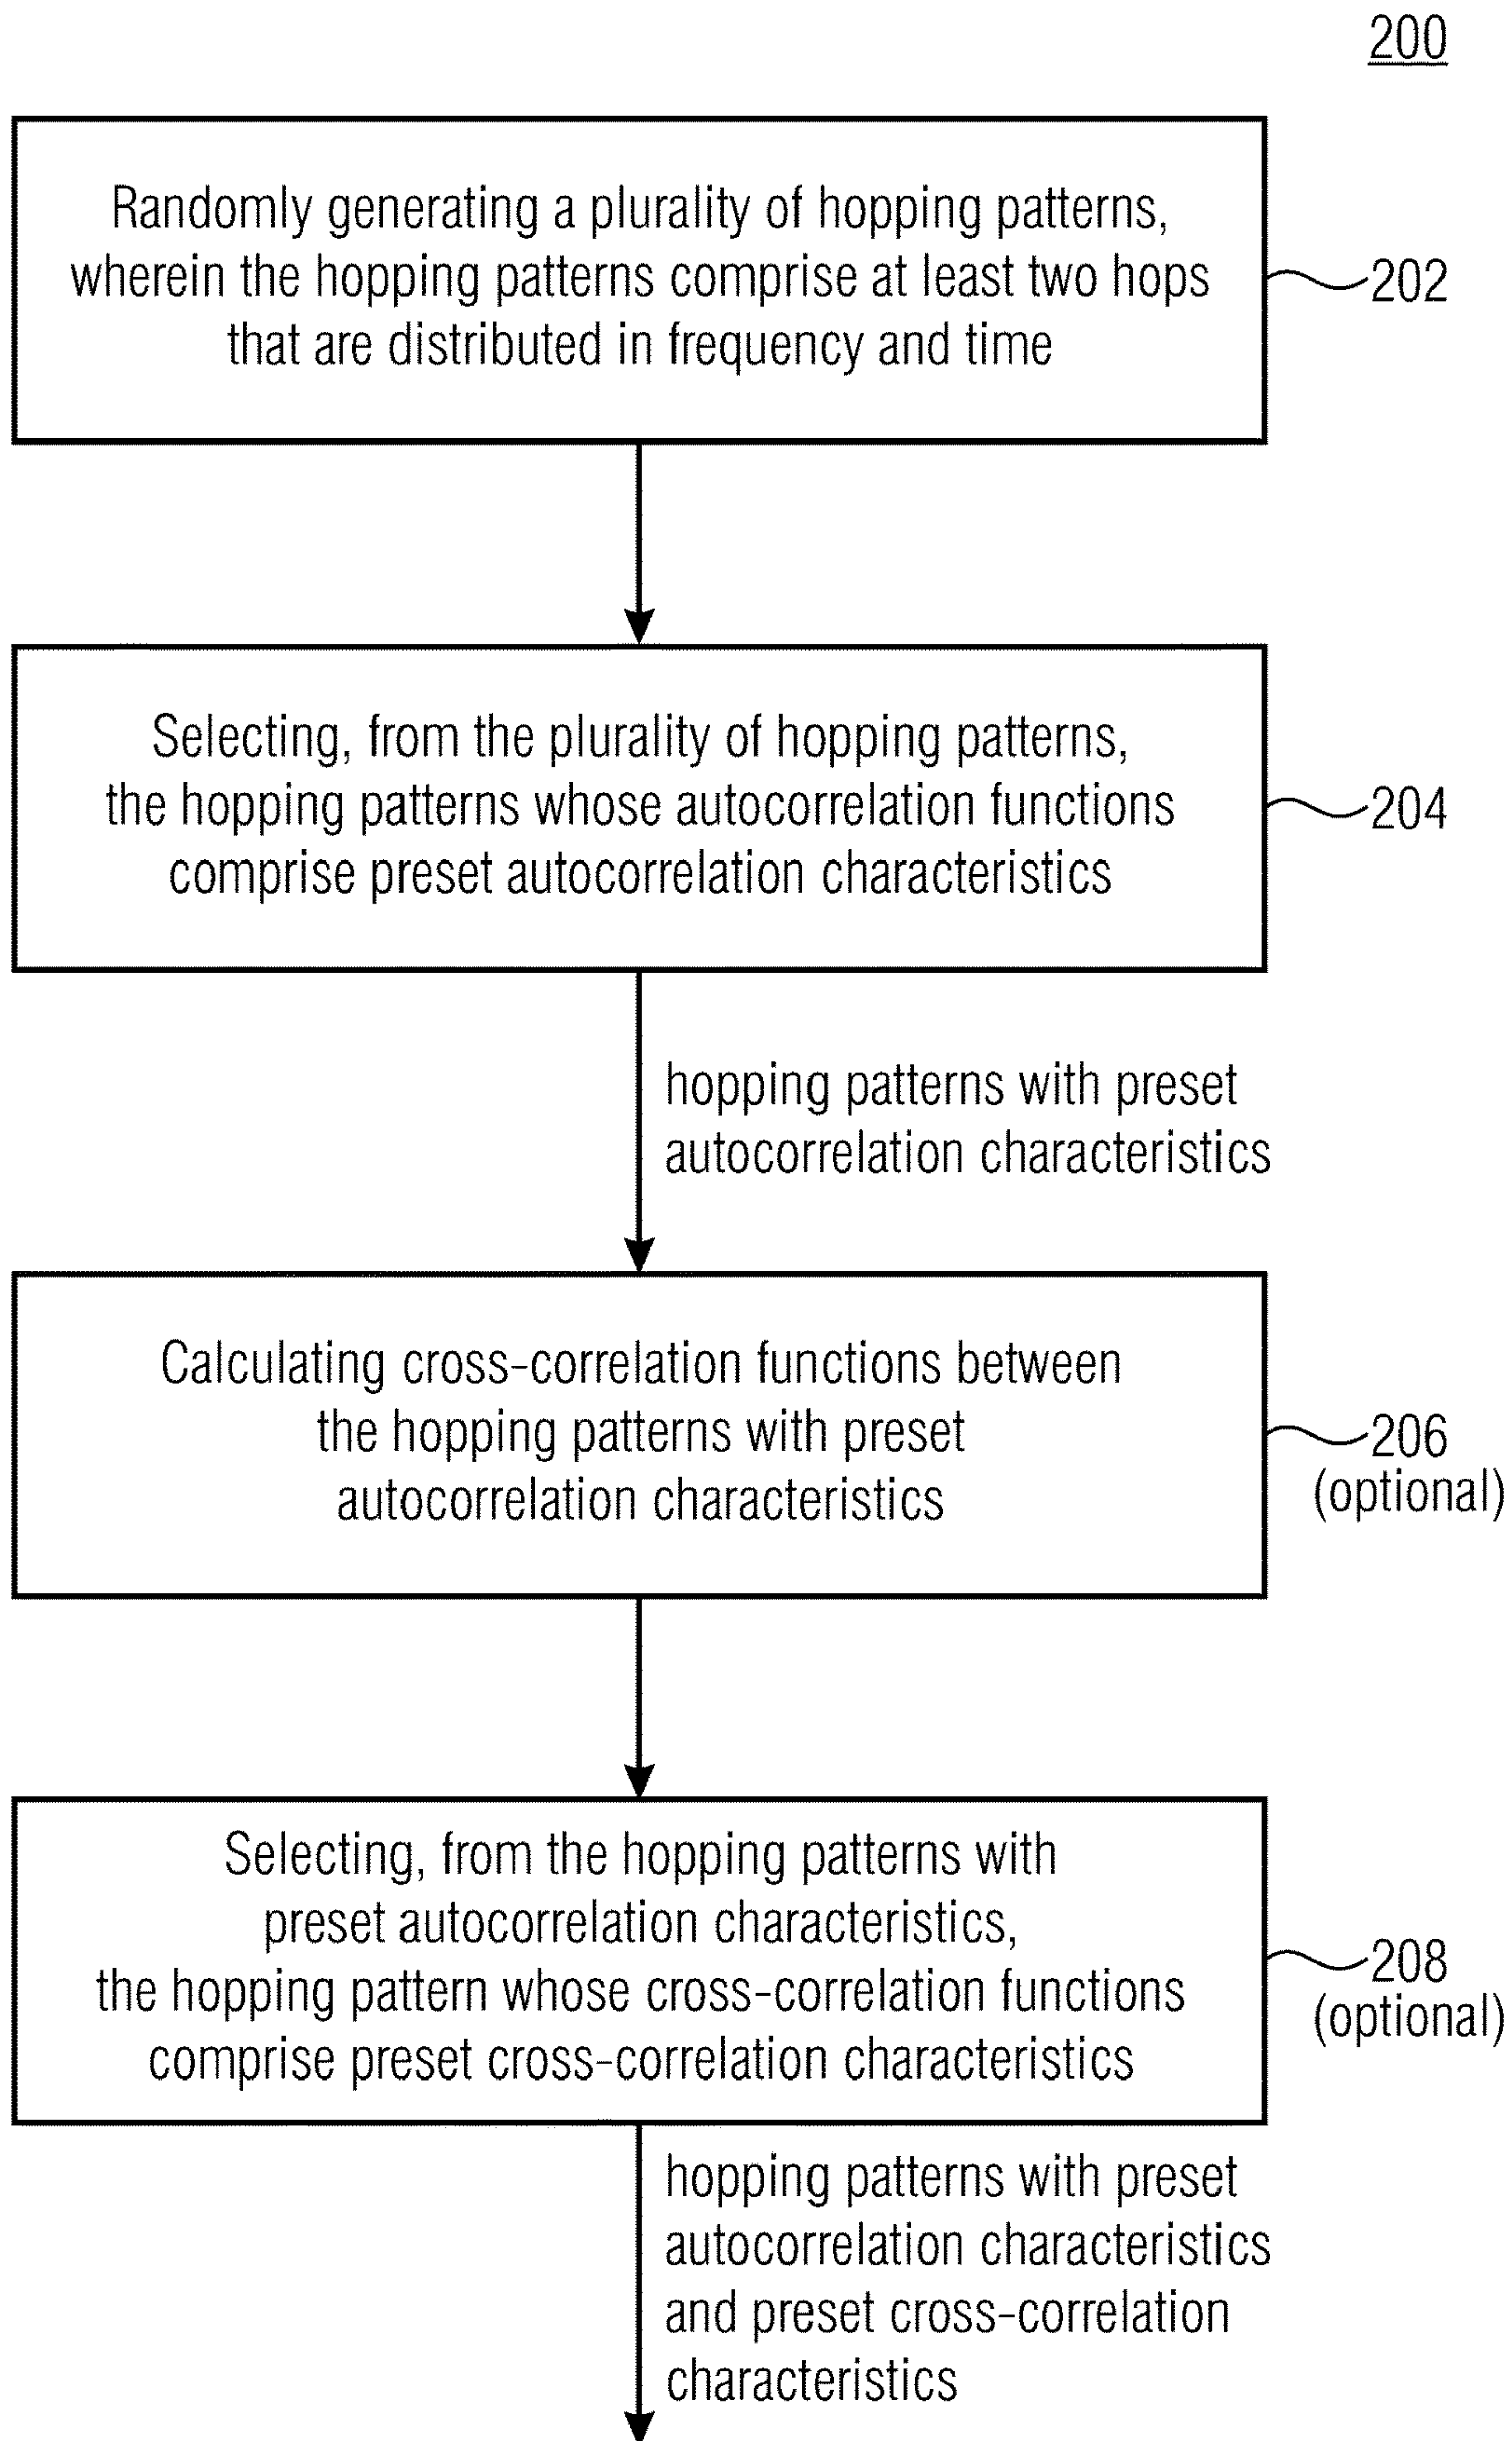 200
Randomly generating a plurality of hopping patterns,
wherein the hopping patterns comprise at least two hops
that are distributed in frequency and time
202
Selecting, from the plurality of hopping patterns,
the hopping patterns whose autocorrelation functions
comprise preset autocorrelation characteristics
204
hopping patterns with preset
autocorrelation characteristics
Calculating cross-correlation functions between
the hopping patterns with preset
autocorrelation characteristics
206
(optional)
Selecting, from the hopping patterns with
preset autocorrelation characteristics,
the hopping pattern whose cross-correlation functions
comprise preset cross-correlation characteristics
208
(optional)
hopping patterns with preset
autocorrelation characteristics
and preset cross-correlation
characteristics